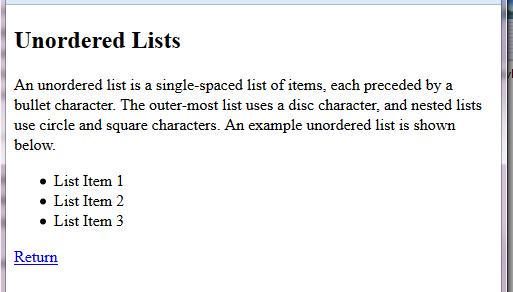 Unordered Lists
An unordered list is a single-spaced list of items, each preceded by a
bullet character. The outer-most list uses a disc character, and nested lists
use circle and square characters. An example unordered list is shown
below.
• List Item 1
• List Item 2
• List Item 3
Return